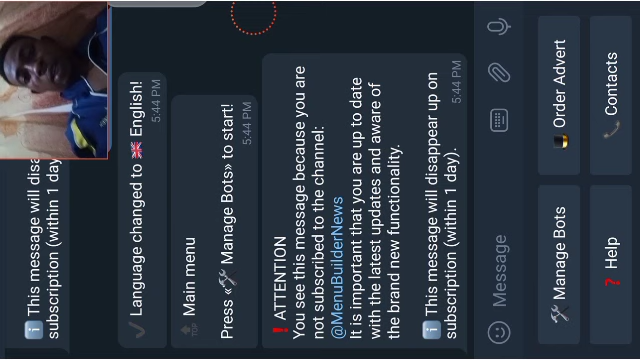 This message will disa
subscription (within 1 day
Language changed to 🇬🇧 English!
5:44 PM
TOP Main menu
Press «🛠 Manage Bots» to start!
5:44 PM
❗ATTENTION
You see this message because you are
not subscribed to the channel:
@MenuBuilderNews
It is important that you are up to date
with the latest updates and aware of
the brand new functionality.
This message will disappear up on
subscription (within 1 day).
5:44 PM
Message
Manage Bots
Order Advert
Help
Contacts